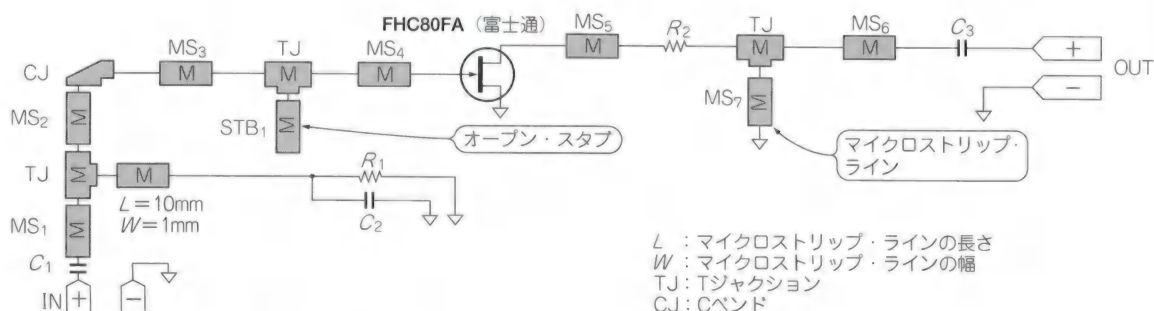 FHC80FA（富士通）
MS5
R2
TJ
MS6
C3
+
OUT
−
CJ
MS3
M
TJ
M
MS4
M
M
M
M
M
MS2
M
STB1
M
オープン・スタブ
MS7
M
マイクロストリップ・
ライン
TJ
M
M
R1
L＝10mm
W＝1mm
C2
MS1
M
C1
IN
+
−
L：マイクロストリップ・ラインの長さ
W：マイクロストリップ・ラインの幅
TJ：Tジャクション
CJ：Cベンド